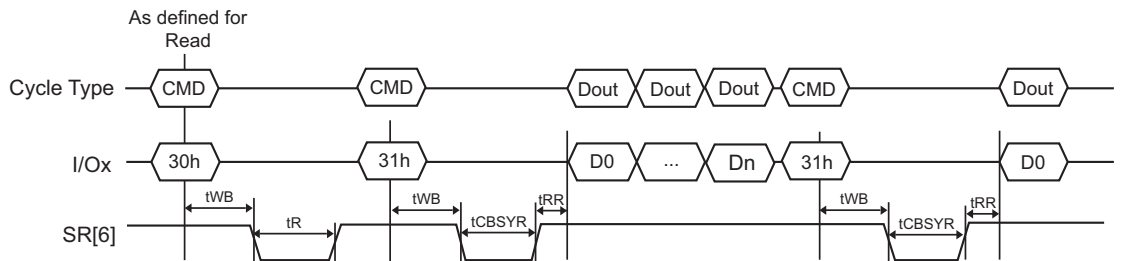 As defined for
Read
Cycle Type CMD CMD Dout Dout Dout CMD Dout
I/Ox 30h 31h D0 ... Dn 31h D0
tWB tR tWB tCBSYR tRR tWB tCBSYR tRR
SR[6]